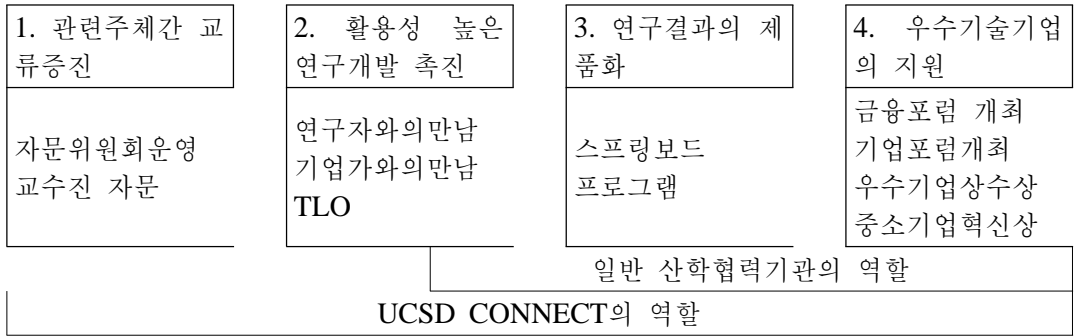 1. 관련주체간 교
류증진
2. 활용성 높은
연구개발 촉진
3. 연구결과의 제
품화
4. 우수기술기업
의 지원
자문위원회운영
교수진 자문
연구자와의만남
기업가와의만남
TLO
스프링보드
프로그램
금융포럼 개최
기업포럼개최
우수기업상수상
중소기업혁신상
일반 산학협력기관의 역할
UCSD CONNECT의 역할